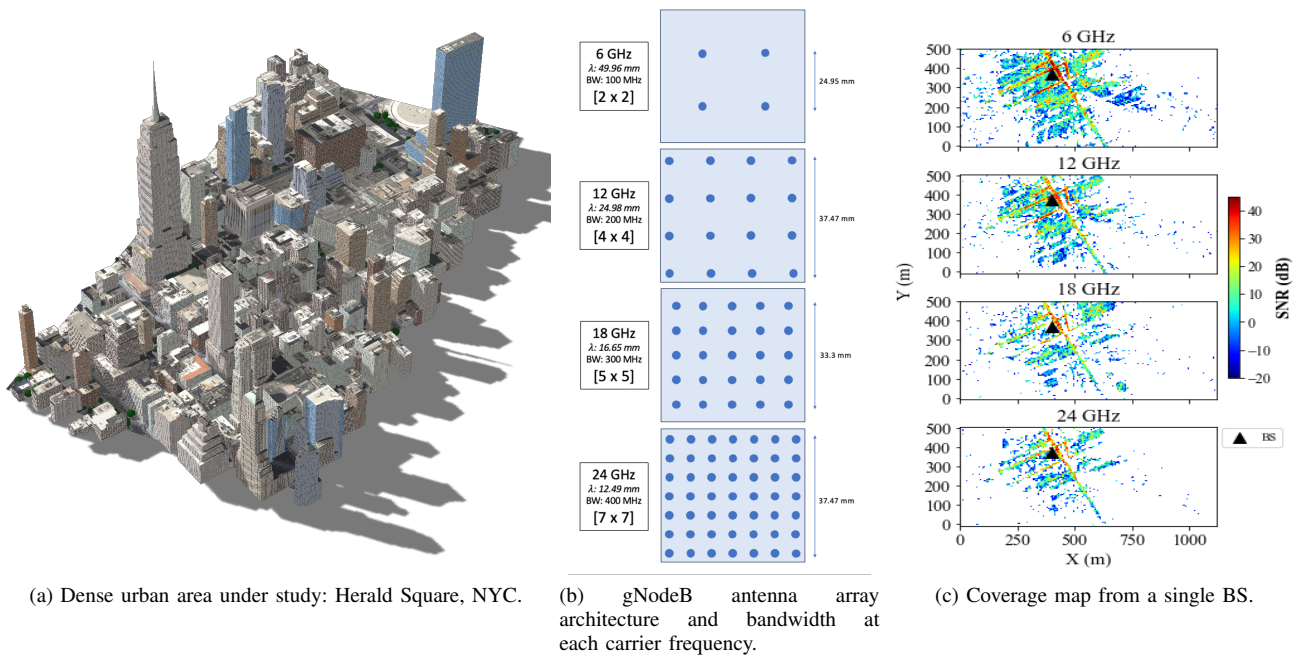 6 GHz
λ: 49.96 mm
BW: 100 MHz
[2 x 2]
24.95 mm
12 GHz
λ: 24.98 mm
BW: 200 MHz
[4 x 4]
37.47 mm
18 GHz
λ: 16.65 mm
BW: 300 MHz
[5 x 5]
33.3 mm
24 GHz
λ: 12.49 mm
BW: 400 MHz
[7 x 7]
37.47 mm
6 GHz
500
400
300
200
100
0
12 GHz
500
400
300
200
100
0
18 GHz
500
400
300
200
100
0
24 GHz
500
400
300
200
100
0
0 250 500 750 1000
X (m)
Y (m)
40
30
20
10
0
−10
−20
SNR (dB)
BS
(a) Dense urban area under study: Herald Square, NYC.
(b) gNodeB antenna array
architecture and bandwidth at
each carrier frequency.
(c) Coverage map from a single BS.